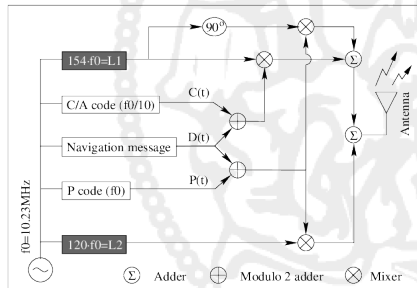 90°
154·f0=L1
Σ
C/A code (f0/10)
C(t)
Navigation message
D(t)
Σ
Antenna
P code (f0)
P(t)
f0=10.23MHz
120·f0=L2
Σ Adder
Modulo 2 adder
Mixer